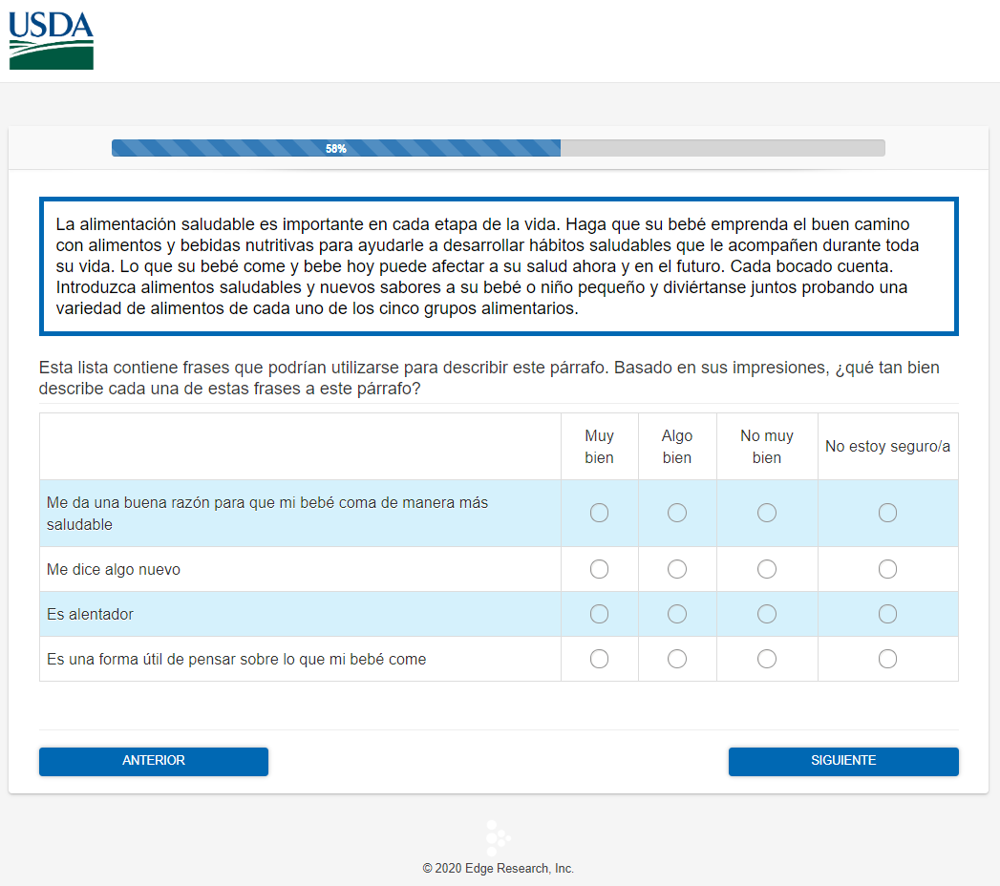 USDA
58%
La alimentación saludable es importante en cada etapa de la vida. Haga que su bebé emprenda el buen camino
con alimentos y bebidas nutritivas para ayudarle a desarrollar hábitos saludables que le acompañen durante toda
su vida. Lo que su bebé come y bebe hoy puede afectar a su salud ahora y en el futuro. Cada bocado cuenta.
Introduzca alimentos saludables y nuevos sabores a su bebé o niño pequeño y diviértanse juntos probando una
variedad de alimentos de cada uno de los cinco grupos alimentarios.
Esta lista contiene frases que podrían utilizarse para describir este párrafo. Basado en sus impresiones, ¿qué tan bien
describe cada una de estas frases a este párrafo?
Muy
bien
Algo
bien
No muy
bien
No estoy seguro/a
Me da una buena razón para que mi bebé coma de manera más
saludable
Me dice algo nuevo
Es alentador
Es una forma útil de pensar sobre lo que mi bebé come
ANTERIOR
SIGUIENTE
© 2020 Edge Research, Inc.